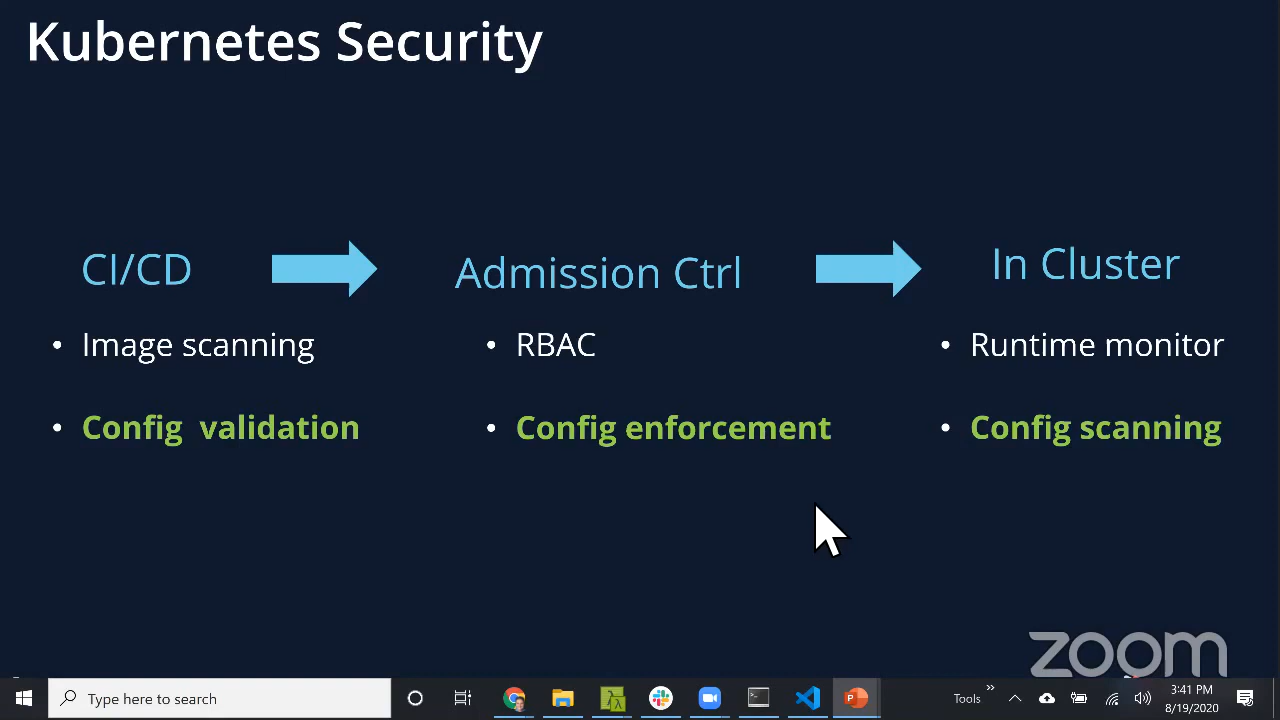 Kubernetes Security
CI/CD
Admission Ctrl
In Cluster
• Image scanning
• RBAC
• Runtime monitor
• Config validation
• Config enforcement
• Config scanning
zoom
Type here to search
Tools
3:41 PM
8/19/2020